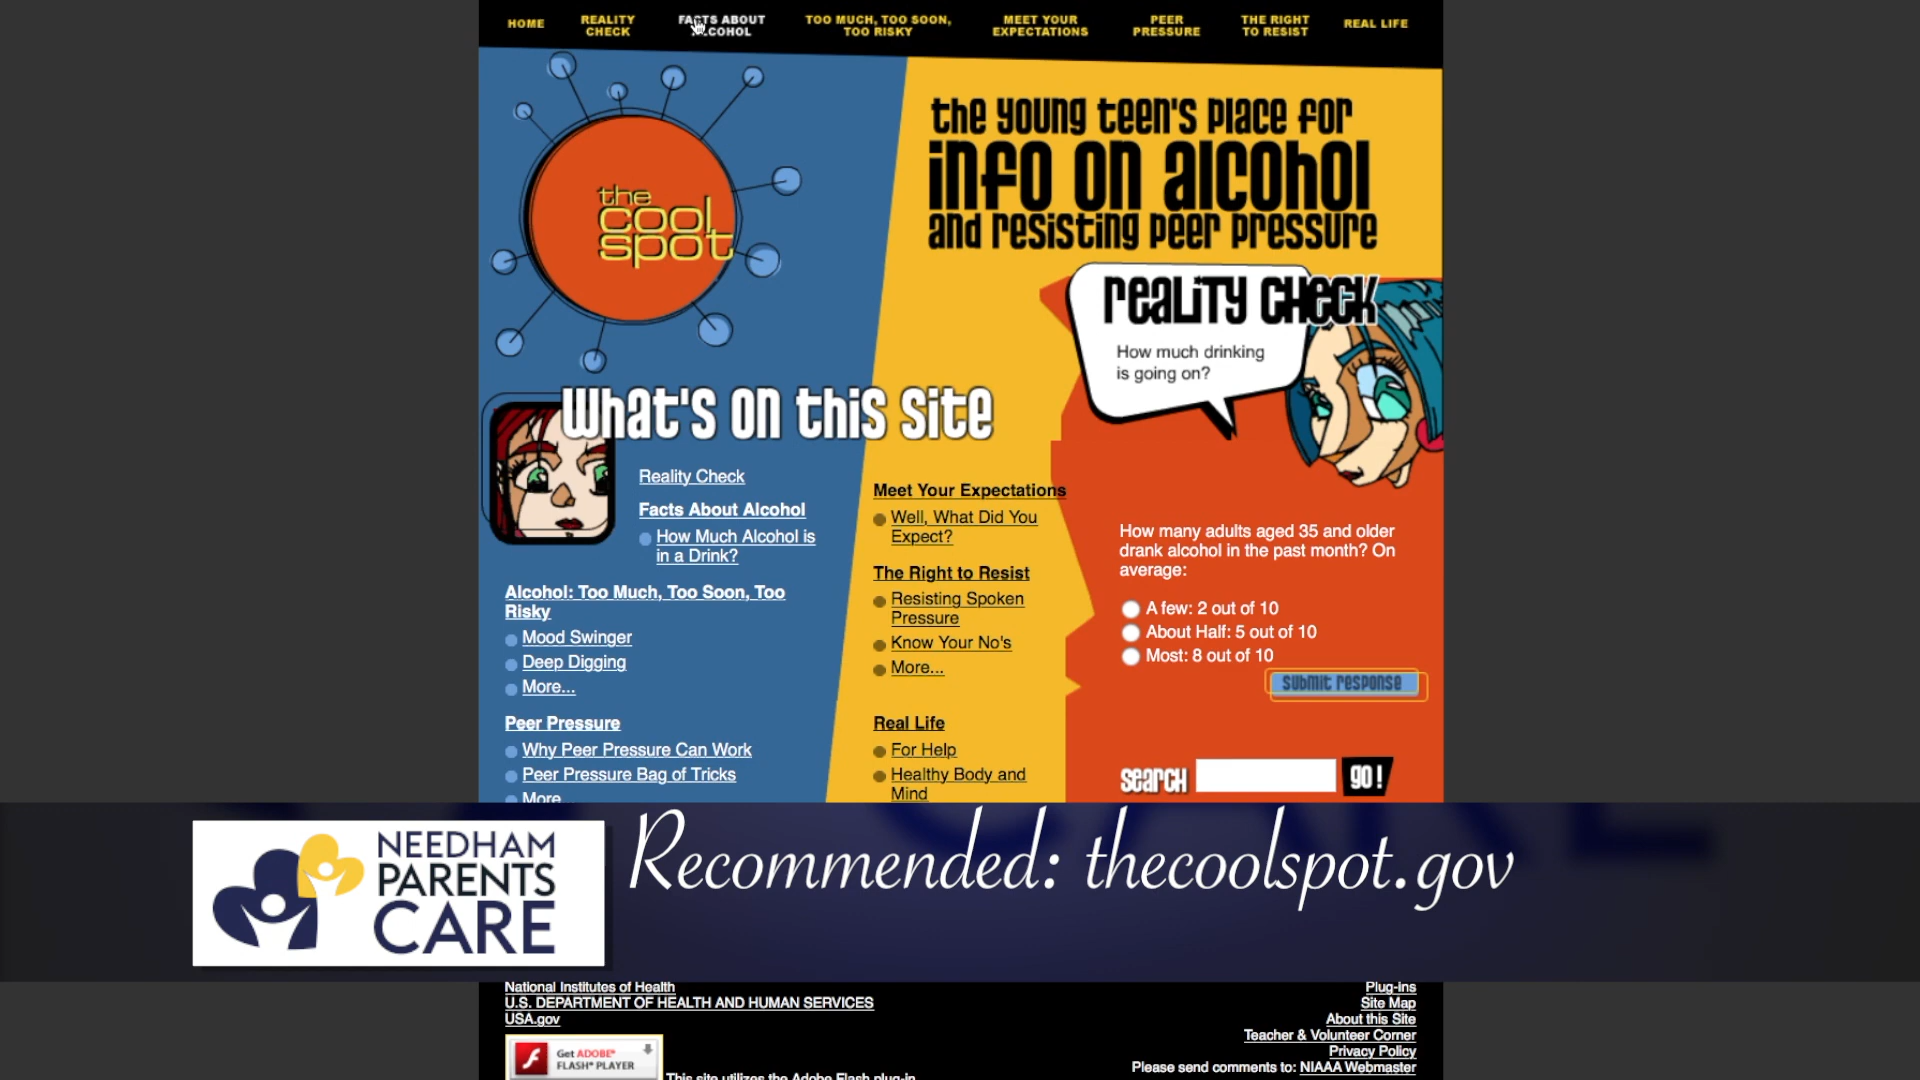 HOME
REALITY
CHECK
FACTS ABOUT
ALCOHOL
TOO MUCH, TOO SOON,
TOO RISKY
MEET YOUR
EXPECTATIONS
PEER
PRESSURE
THE RIGHT
TO RESIST
REAL LIFE
the cool spot
the young teen's place for
info on alcohol
and resisting peer pressure
REALITY CHECK
How much drinking
is going on?
What's on this site
Reality Check
Facts About Alcohol
How Much Alcohol is
in a Drink?
Alcohol: Too Much, Too Soon, Too
Risky
Mood Swinger
Deep Digging
More...
Peer Pressure
Why Peer Pressure Can Work
Peer Pressure Bag of Tricks
More...
Meet Your Expectations
Well, What Did You
Expect?
The Right to Resist
Resisting Spoken
Pressure
Know Your No's
More...
Real Life
For Help
Healthy Body and
Mind
How many adults aged 35 and older
drank alcohol in the past month? On
average:
A few: 2 out of 10
About Half: 5 out of 10
Most: 8 out of 10
submit response
search
go!
NEEDHAM
PARENTS
CARE
Recommended: thecoolspot.gov
National Institutes of Health
U.S. DEPARTMENT OF HEALTH AND HUMAN SERVICES
USA.gov
Get ADOBE®
FLASH® PLAYER
This site utilizes the Adobe Flash plug-in
Plug-Ins
Site Map
About this Site
Teacher & Volunteer Corner
Privacy Policy
Please send comments to: NIAAA Webmaster